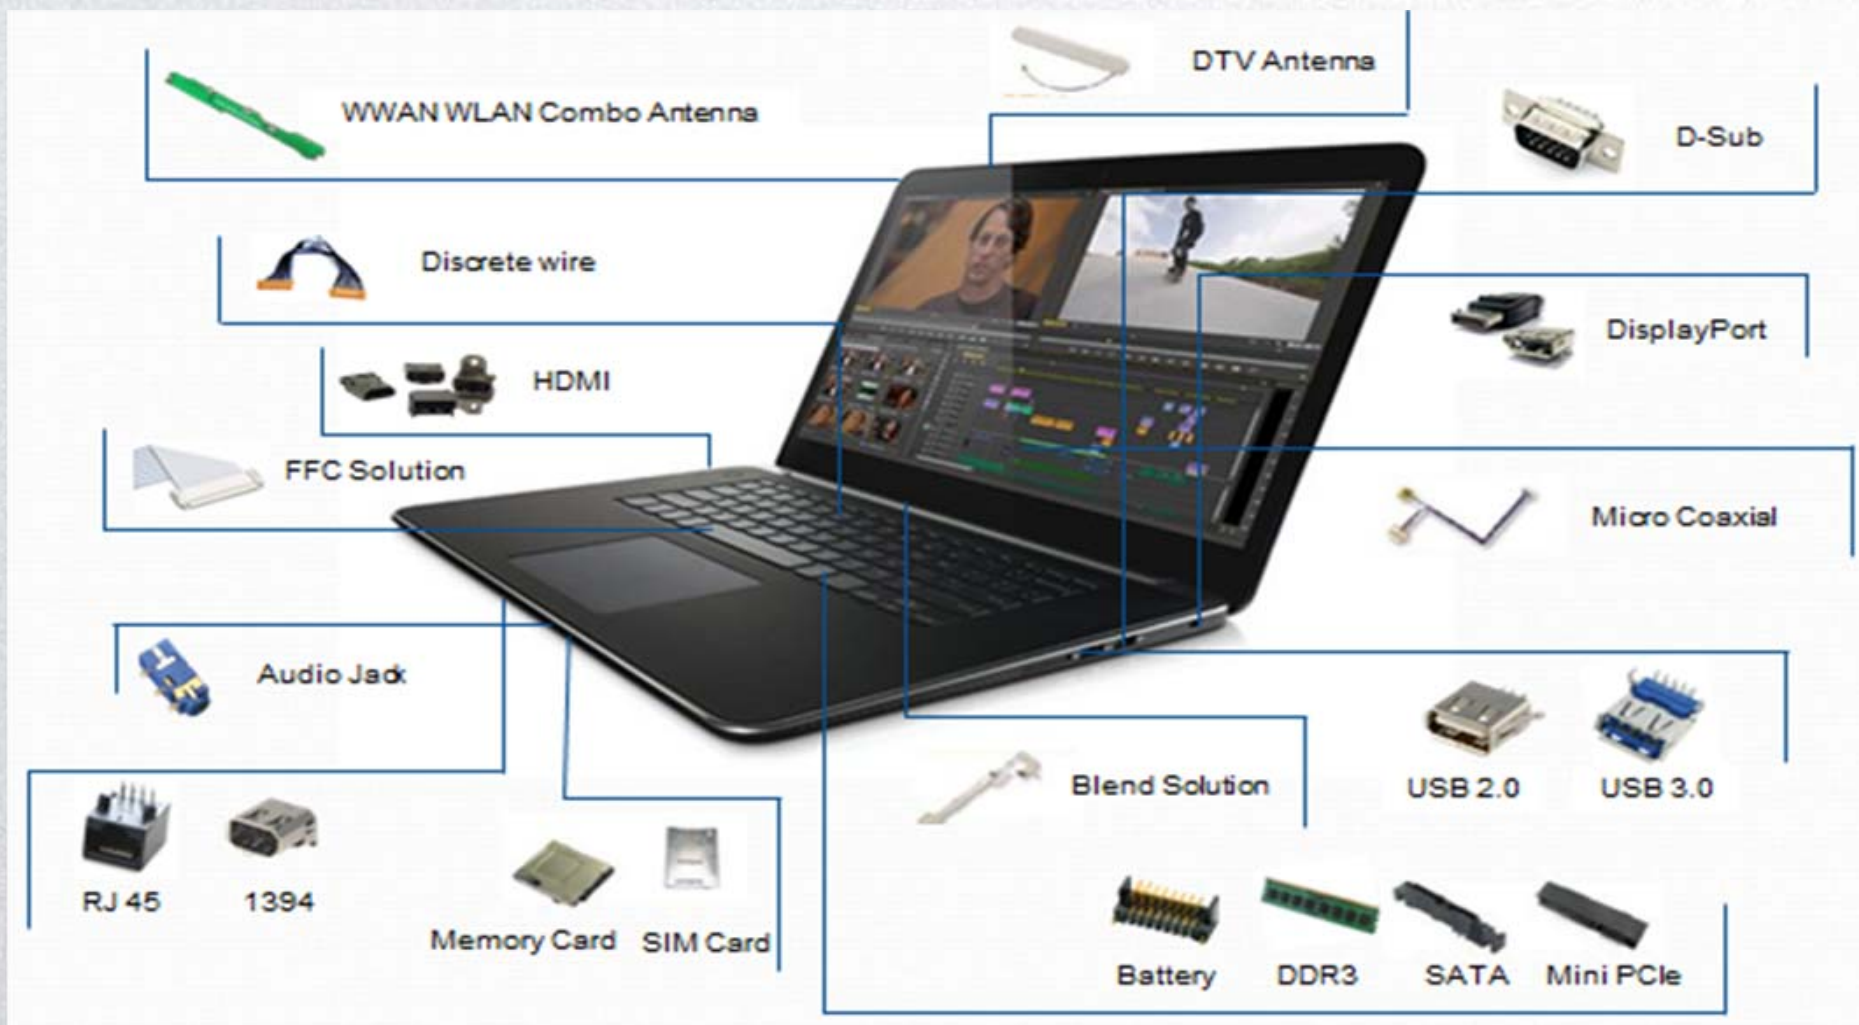 DTV Antenna
WWAN WLAN Combo Antenna
D-Sub
Discrete wire
DisplayPort
HDMI
FFC Solution
Micro Coaxial
Audio Jack
Blend Solution
USB 2.0
USB 3.0
RJ 45
1394
Memory Card
SIM Card
Battery
DDR3
SATA
Mini PCIe